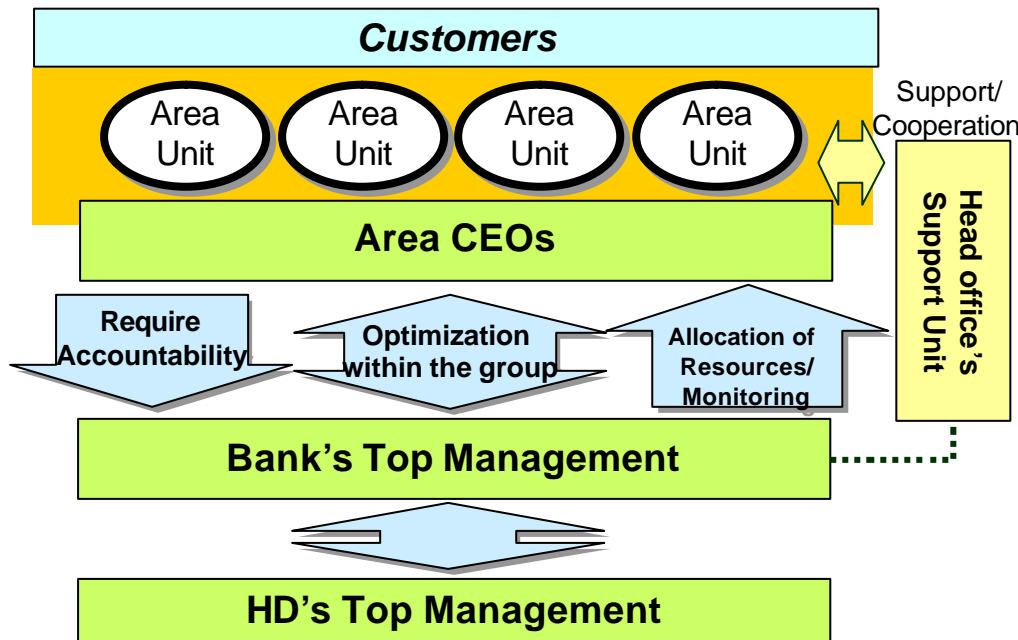 Customers
Area
Unit
Area
Unit
Area
Unit
Area
Unit
Support/
Cooperation
Area CEOs
Head office's
Support Unit
Require
Accountability
Optimization
within the group
Allocation of
Resources/
Monitoring
Bank’s Top Management
HD’s Top Management